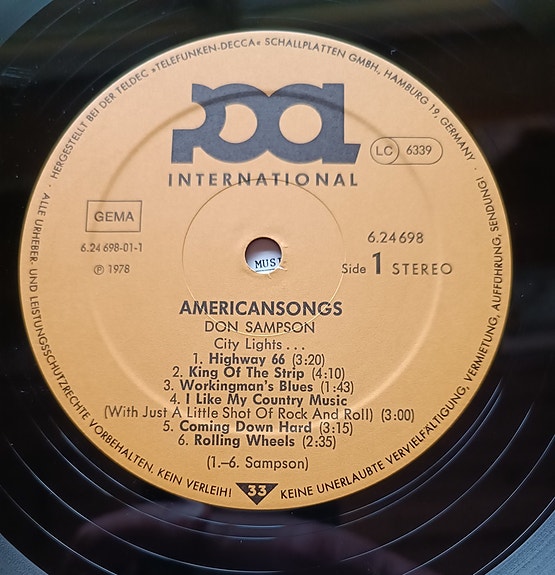 HERGESTELLT BEI DER TELDEC »TELEFUNKEN-DECCA« SCHALLPLATTEN GMBH, HAMBURG 19, GERMANY · ALLE URHEBER- UND LEISTUNGSSCHUTZRECHTE VORBEHALTEN. KEIN VERLEIH! KEINE UNERLAUBTE VERVIELFÄLTIGUNG, VERMIETUNG, AUFFÜHRUNG, SENDUNG! ·
pool
INTERNATIONAL
LC 6339
GEMA
6.24 698-01-1
℗ 1978
6.24698
Side 1 STEREO
MUSI
AMERICANSONGS
DON SAMPSON
City Lights . . .
1. Highway 66 (3:20)
2. King Of The Strip (4:10)
3. Workingman's Blues (1:43)
4. I Like My Country Music
(With Just A Little Shot Of Rock And Roll) (3:00)
5. Coming Down Hard (3:15)
6. Rolling Wheels (2:35)
(1.–6. Sampson)
33